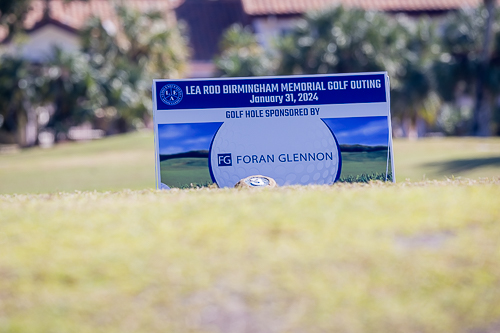 LEA ROD BIRMINGHAM MEMORIAL GOLF OUTING
January 31, 2024
GOLF HOLE SPONSORED BY
FG FORAN GLENNON